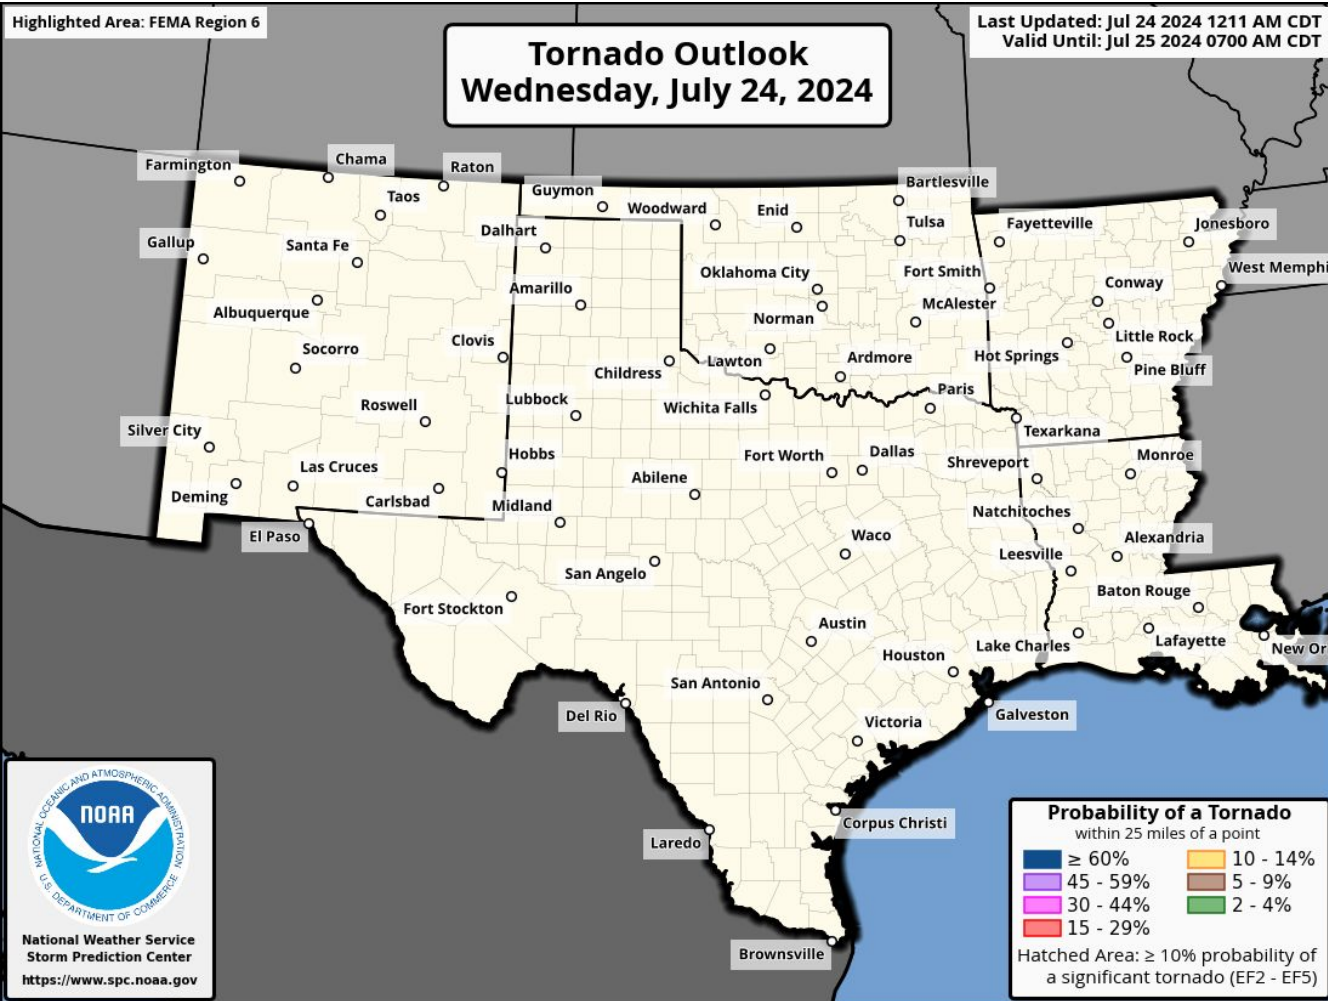 Highlighted Area: FEMA Region 6
Last Updated: Jul 24 2024 1211 AM CDT
Valid Until: Jul 25 2024 0700 AM CDT
Tornado Outlook
Wednesday, July 24, 2024
Farmington
Chama
Raton
Taos
Guymon
Woodward
Enid
Bartlesville
Tulsa
Fayetteville
Jonesboro
Gallup
Santa Fe
Dalhart
Oklahoma City
Fort Smith
West Memphi
Amarillo
Conway
Albuquerque
Norman
McAlester
Socorro
Clovis
Childress
Lawton
Ardmore
Hot Springs
Little Rock
Pine Bluff
Roswell
Lubbock
Wichita Falls
Paris
Silver City
Texarkana
Las Cruces
Hobbs
Fort Worth
Dallas
Shreveport
Monroe
Deming
Carlsbad
Midland
Abilene
Natchitoches
El Paso
Waco
Leesville
Alexandria
San Angelo
Baton Rouge
Fort Stockton
Austin
Lake Charles
Lafayette
New Or
Houston
San Antonio
Del Rio
Victoria
Galveston
Corpus Christi
Laredo
Brownsville
NATIONAL OCEANIC AND ATMOSPHERIC ADMINISTRATION
NOAA
U.S. DEPARTMENT OF COMMERCE
National Weather Service
Storm Prediction Center
https://www.spc.noaa.gov
Probability of a Tornado
within 25 miles of a point
≥ 60%
45 - 59%
30 - 44%
15 - 29%
10 - 14%
5 - 9%
2 - 4%
Hatched Area: ≥ 10% probability of
a significant tornado (EF2 - EF5)